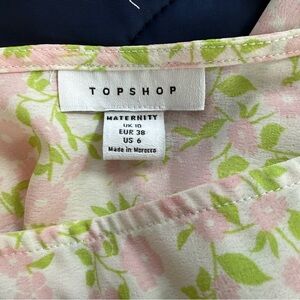 TOPSHOP
MATERNITY
UK 10
EUR 38
US 6
Made in Morocco